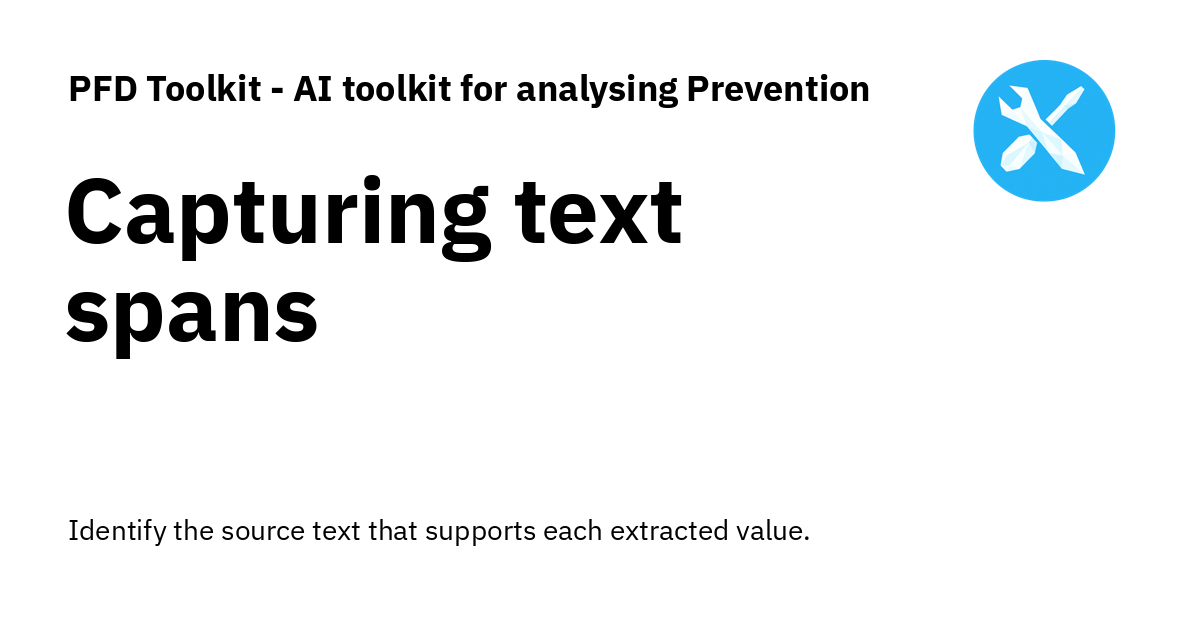 PFD Toolkit - AI toolkit for analysing Prevention
Capturing text
spans
Identify the source text that supports each extracted value.